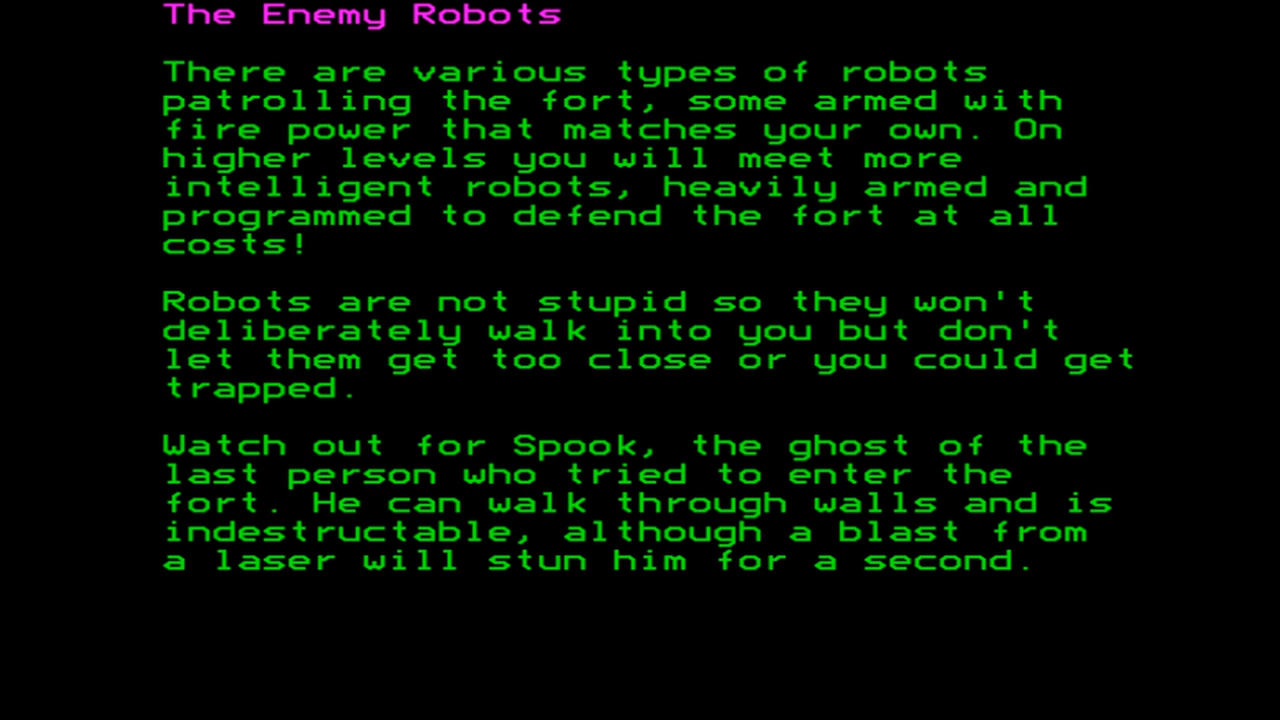 The Enemy Robots
There are various types of robots
patrolling the fort, some armed with
fire power that matches your own. On
higher levels you will meet more
intelligent robots, heavily armed and
programmed to defend the fort at all
costs!
Robots are not stupid so they won't
deliberately walk into you but don't
let them get too close or you could get
trapped.
Watch out for Spook, the ghost of the
last person who tried to enter the
fort. He can walk through walls and is
indestructable, although a blast from
a laser will stun him for a second.